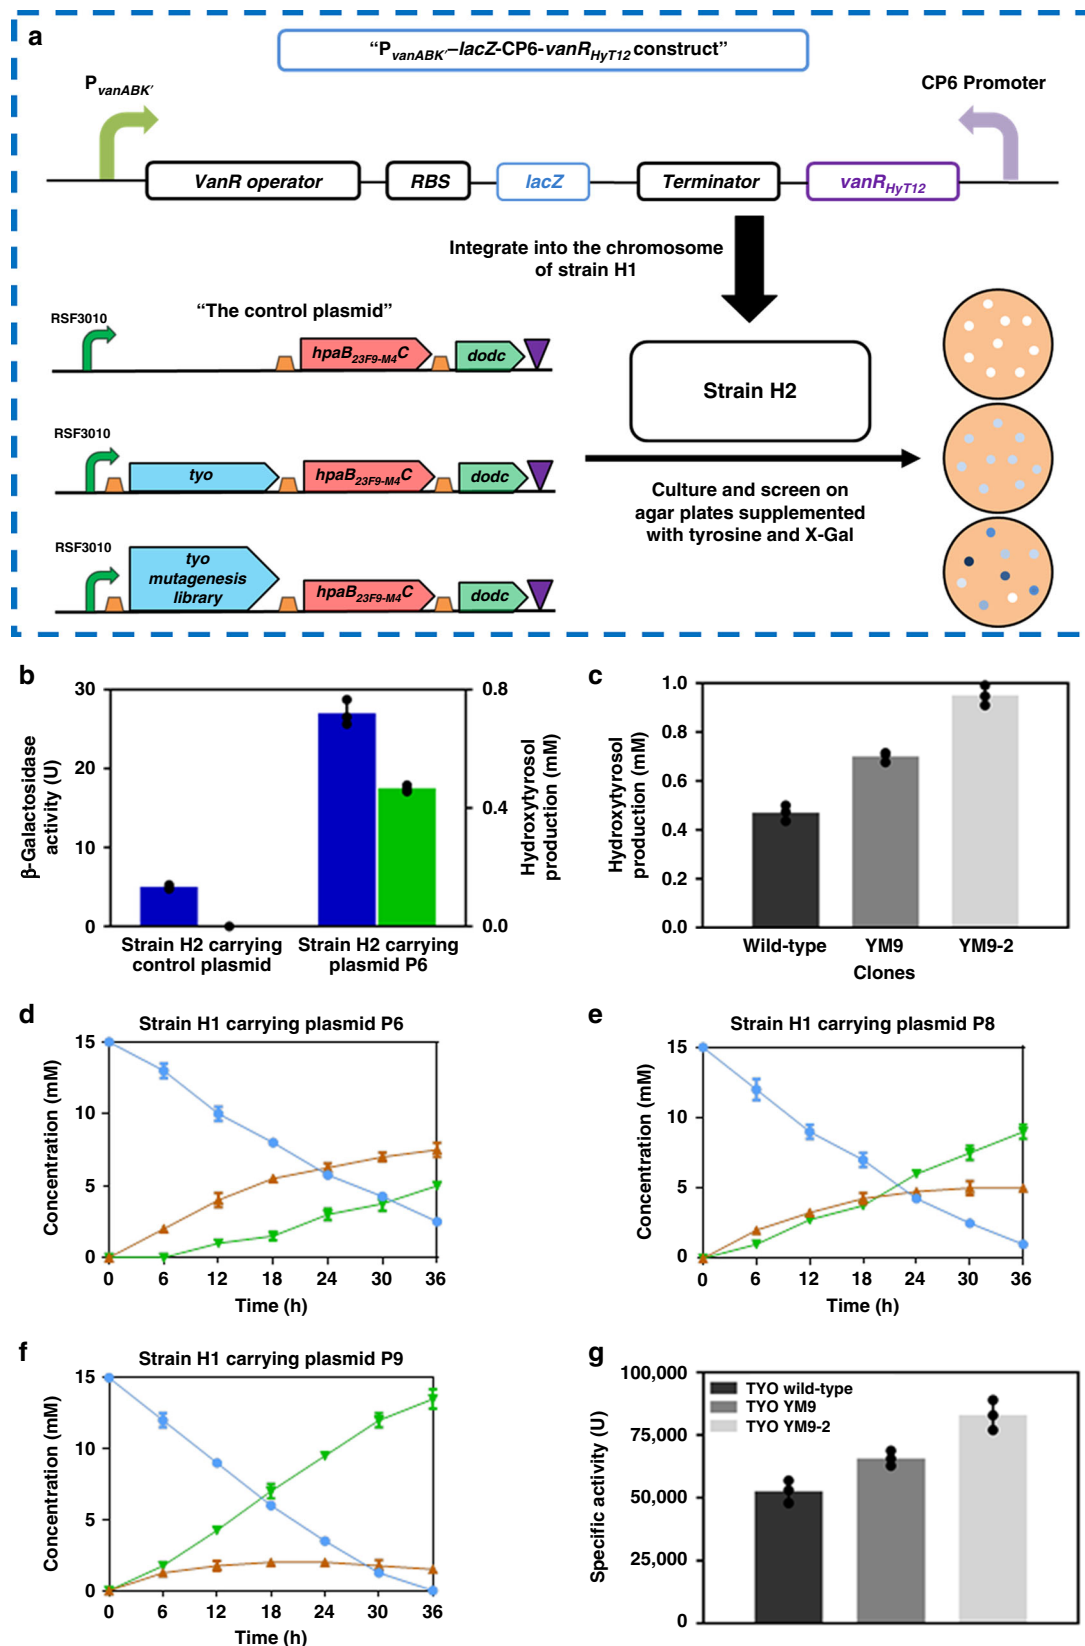 a
“PvanABK′–lacZ-CP6-vanRHyT12 construct”
PvanABK′
CP6 Promoter
VanR operator
RBS
lacZ
Terminator
vanRHyT12
Integrate into the chromosome
of strain H1
“The control plasmid”
RSF3010
hpaB23F9-M4C
dodc
Strain H2
RSF3010
tyo
hpaB23F9-M4C
dodc
Culture and screen on
agar plates supplemented
with tyrosine and X-Gal
RSF3010
tyo
mutagenesis
library
hpaB23F9-M4C
dodc
b
β-Galactosidase
activity (U)
30
20
10
0
0.8
0.4
0.0
Hydroxytyrosol
production (mM)
Strain H2 carrying
control plasmid
Strain H2 carrying
plasmid P6
c
Hydroxytyrosol
production (mM)
1.0
0.8
0.6
0.4
0.2
0.0
Wild-type
YM9
YM9-2
Clones
d
Strain H1 carrying plasmid P6
Concentration (mM)
15
10
5
0
0
6
12
18
24
30
36
Time (h)
e
Strain H1 carrying plasmid P8
Concentration (mM)
15
10
5
0
0
6
12
18
24
30
36
Time (h)
f
Strain H1 carrying plasmid P9
Concentration (mM)
15
10
5
0
0
6
12
18
24
30
36
Time (h)
g
Specific activity (U)
100,000
75,000
50,000
25,000
0
TYO wild-type
TYO YM9
TYO YM9-2